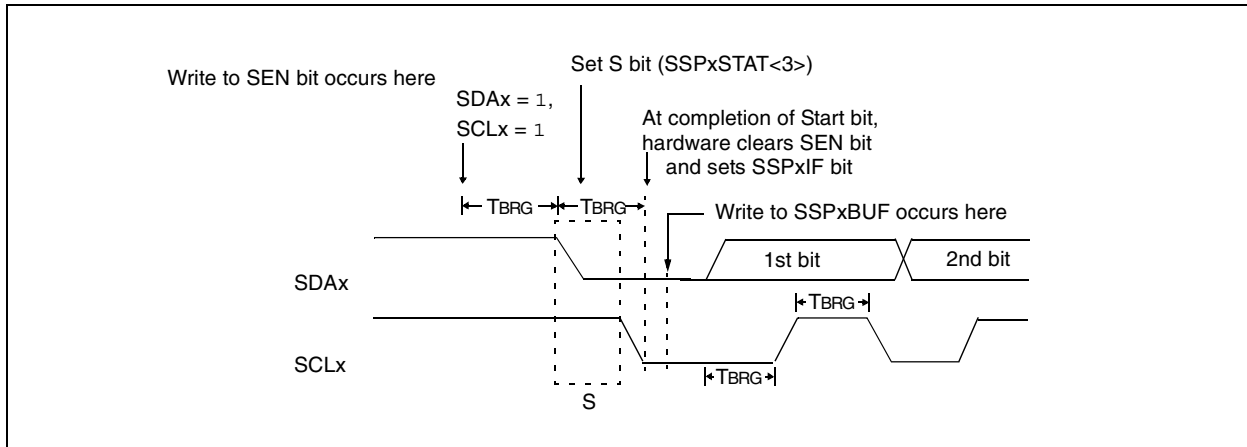 Write to SEN bit occurs here
Set S bit (SSPxSTAT<3>)
SDAx = 1,
SCLx = 1
At completion of Start bit,
hardware clears SEN bit
and sets SSPxIF bit
TBRG
TBRG
Write to SSPxBUF occurs here
SDAx
1st bit
2nd bit
TBRG
SCLx
TBRG
S